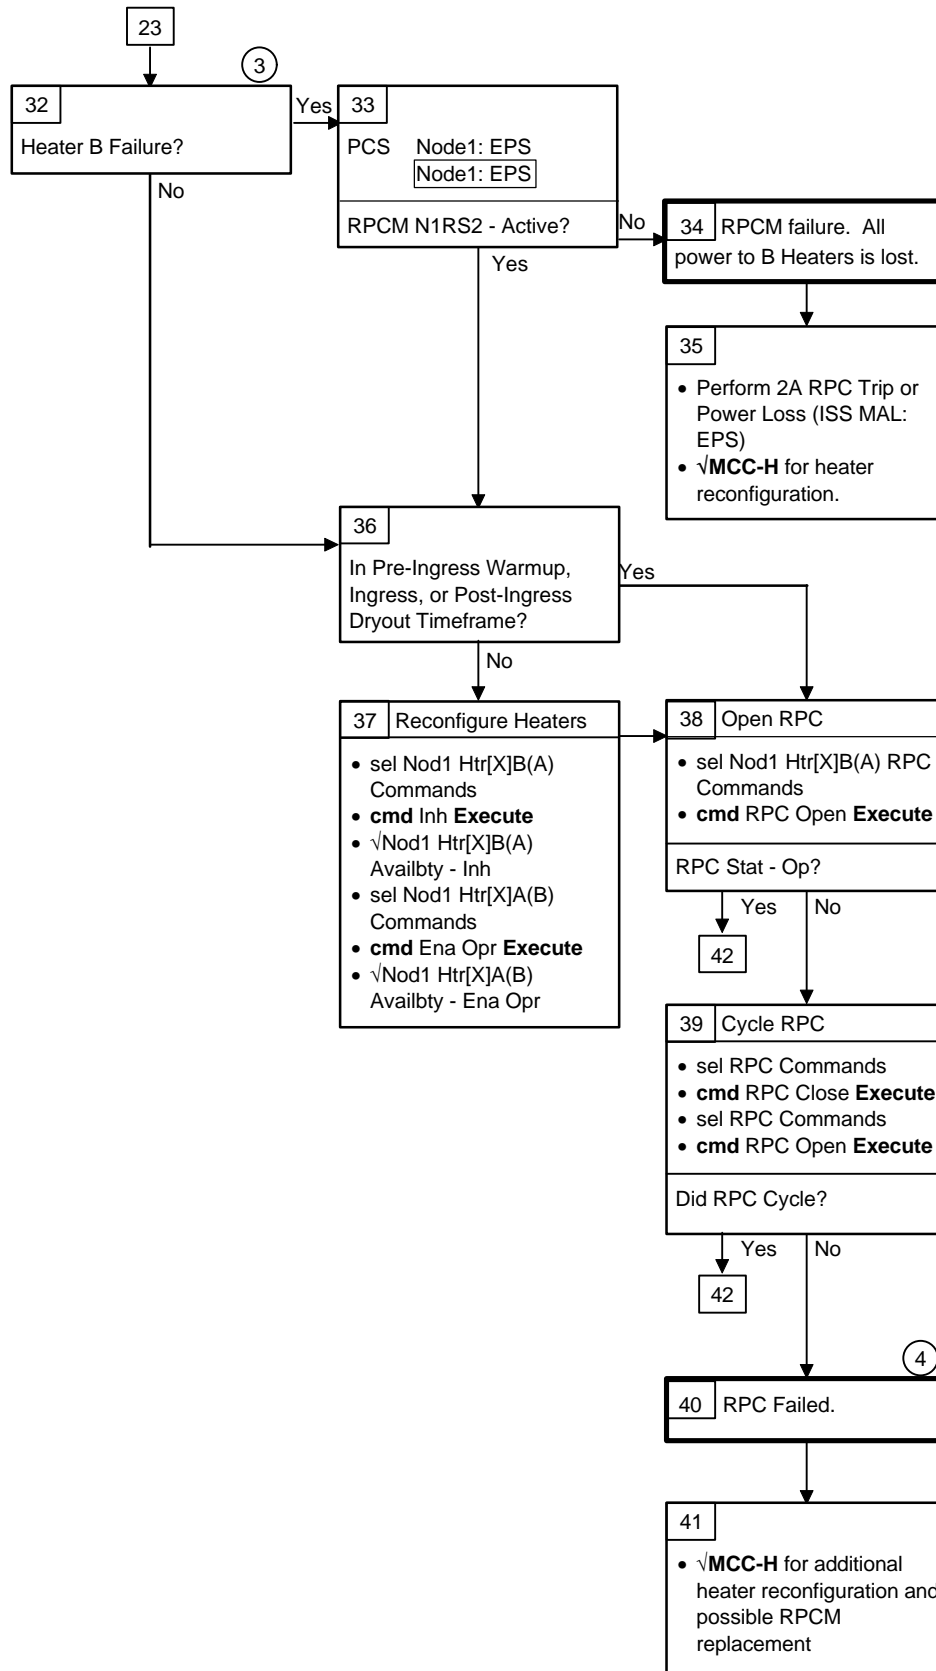 23
3
32
Heater B Failure?
Yes
No
33
PCS Node1: EPS
Node1: EPS
RPCM N1RS2 - Active?
No
Yes
34 RPCM failure. All
power to B Heaters is lost.
35
• Perform 2A RPC Trip or
Power Loss (ISS MAL:
EPS)
• √MCC-H for heater
reconfiguration.
36
In Pre-Ingress Warmup,
Ingress, or Post-Ingress
Dryout Timeframe?
Yes
No
37 Reconfigure Heaters
• sel Nod1 Htr[X]B(A)
Commands
• cmd Inh Execute
• √Nod1 Htr[X]B(A)
Availbty - Inh
• sel Nod1 Htr[X]A(B)
Commands
• cmd Ena Opr Execute
• √Nod1 Htr[X]A(B)
Availbty - Ena Opr
38 Open RPC
• sel Nod1 Htr[X]B(A) RPC
Commands
• cmd RPC Open Execute
RPC Stat - Op?
Yes No
42
39 Cycle RPC
• sel RPC Commands
• cmd RPC Close Execute
• sel RPC Commands
• cmd RPC Open Execute
Did RPC Cycle?
Yes No
42
4
40 RPC Failed.
41
• √MCC-H for additional
heater reconfiguration and
possible RPCM
replacement